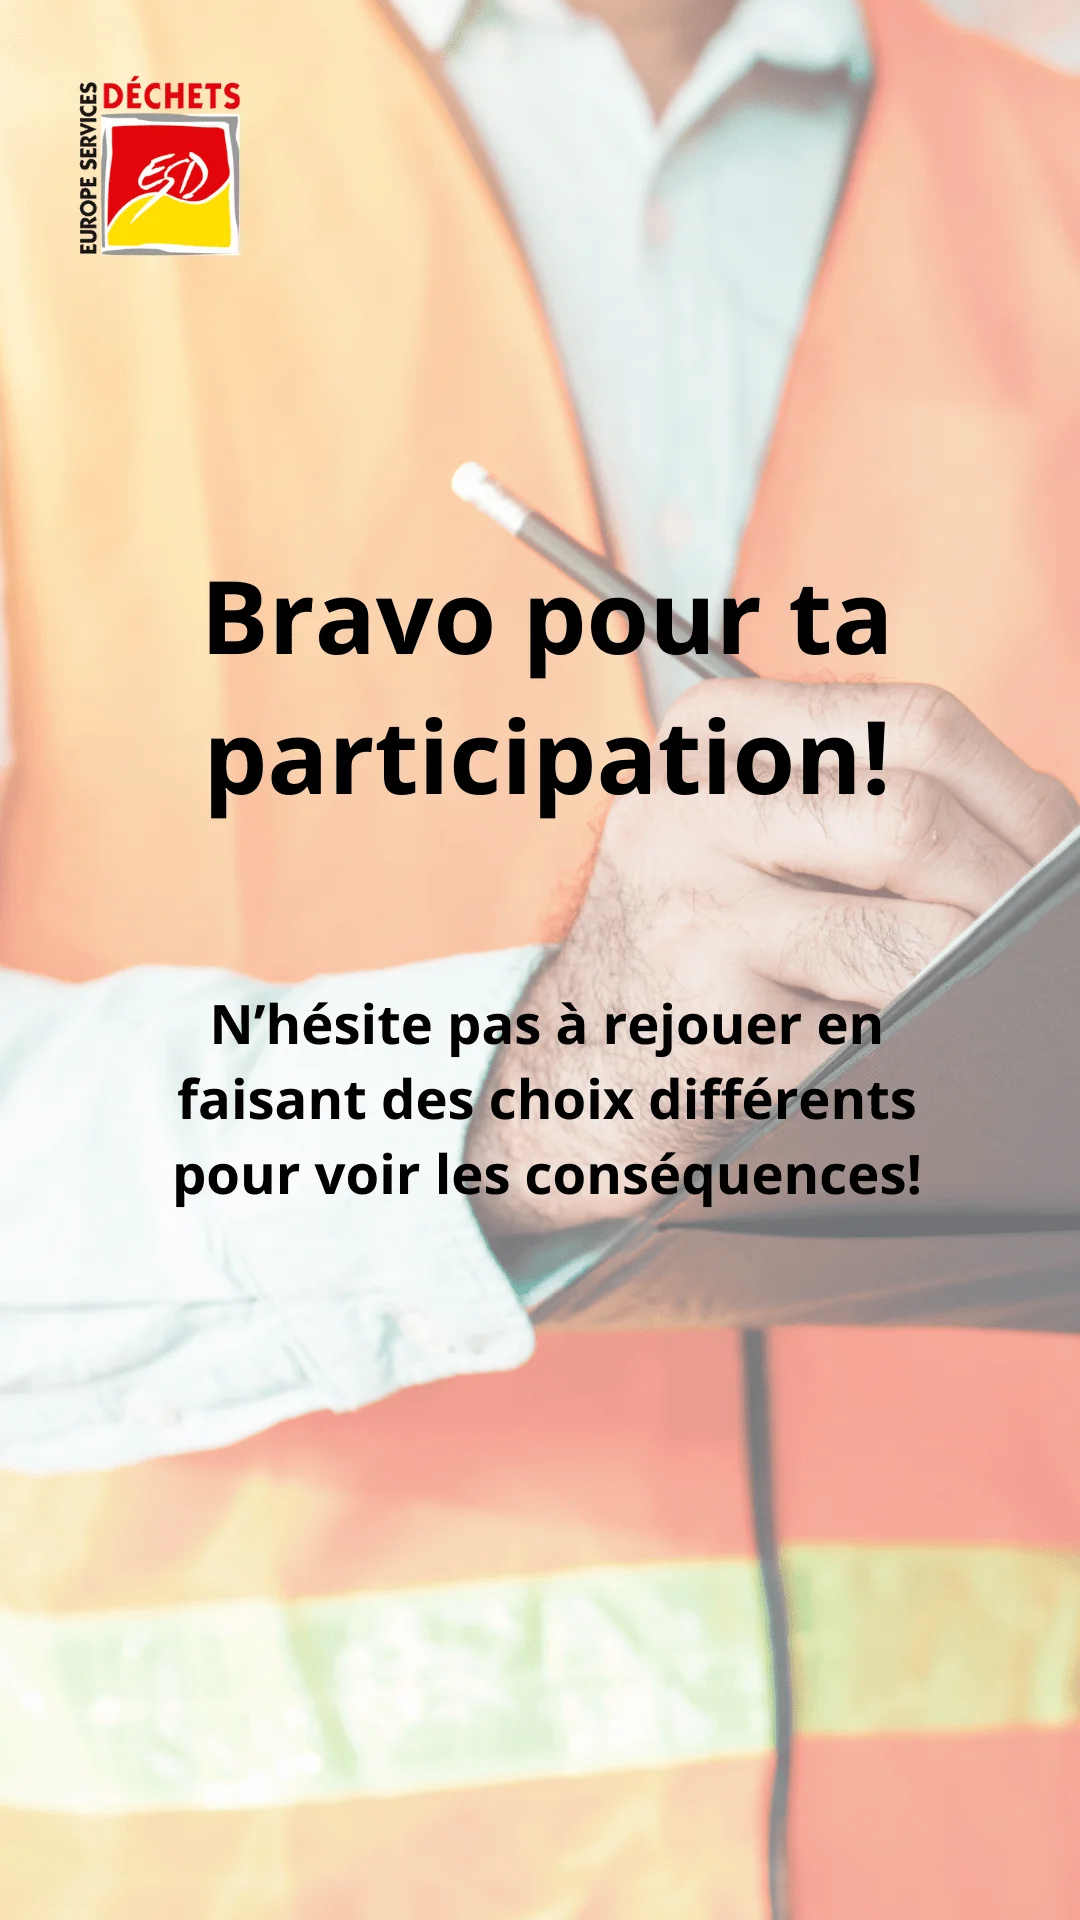 EUROPE SERVICES
DÉCHETS
ESD
Bravo pour ta
participation!
N’hésite pas à rejouer en
faisant des choix différents
pour voir les conséquences!